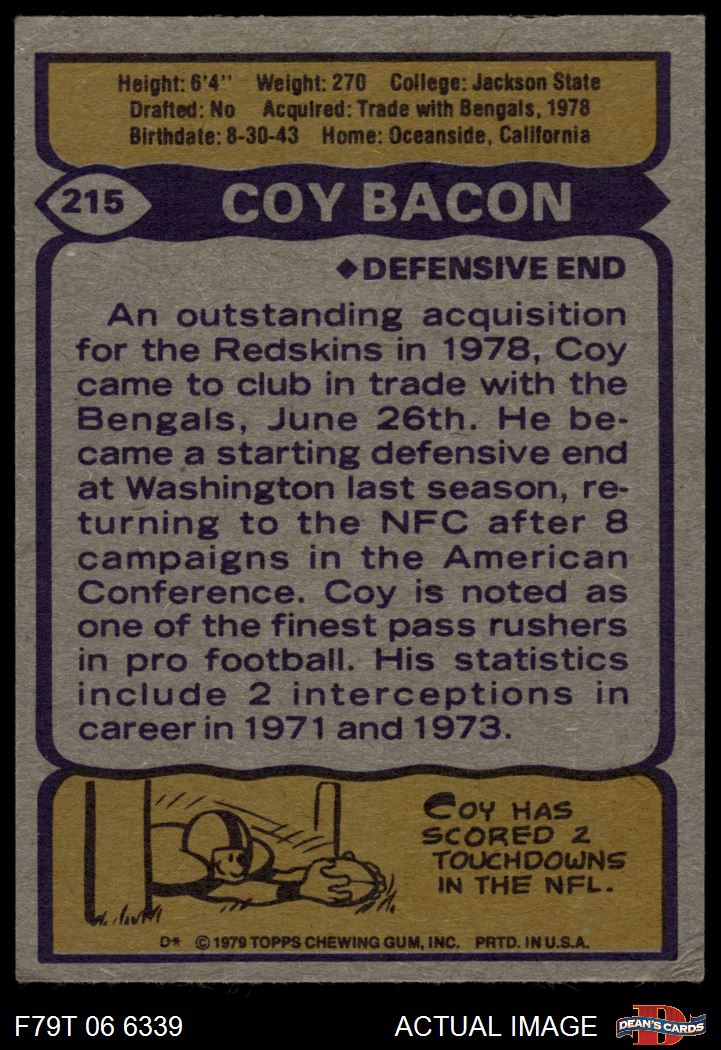 Height: 6'4" Weight: 270 College: Jackson State
Drafted: No Acquired: Trade with Bengals, 1978
Birthdate: 8-30-43 Home: Oceanside, California
215 COY BACON
◆DEFENSIVE END
An outstanding acquisition
for the Redskins in 1978, Coy
came to club in trade with the
Bengals, June 26th. He be-
came a starting defensive end
at Washington last season, re-
turning to the NFC after 8
campaigns in the American
Conference. Coy is noted as
one of the finest pass rushers
in pro football. His statistics
include 2 interceptions in
career in 1971 and 1973.
COY HAS
SCORED 2
TOUCHDOWNS
IN THE NFL.
D* © 1979 TOPPS CHEWING GUM, INC. PRTD. IN U.S.A.
F79T 06 6339 ACTUAL IMAGE D DEAN'S CARDS